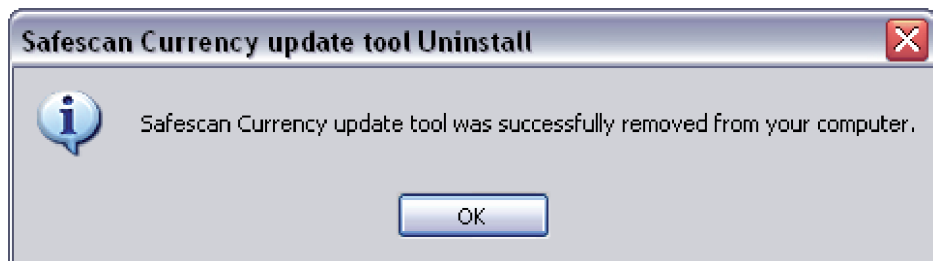 Safescan Currency update tool Uninstall
Safescan Currency update tool was successfully removed from your computer.
OK